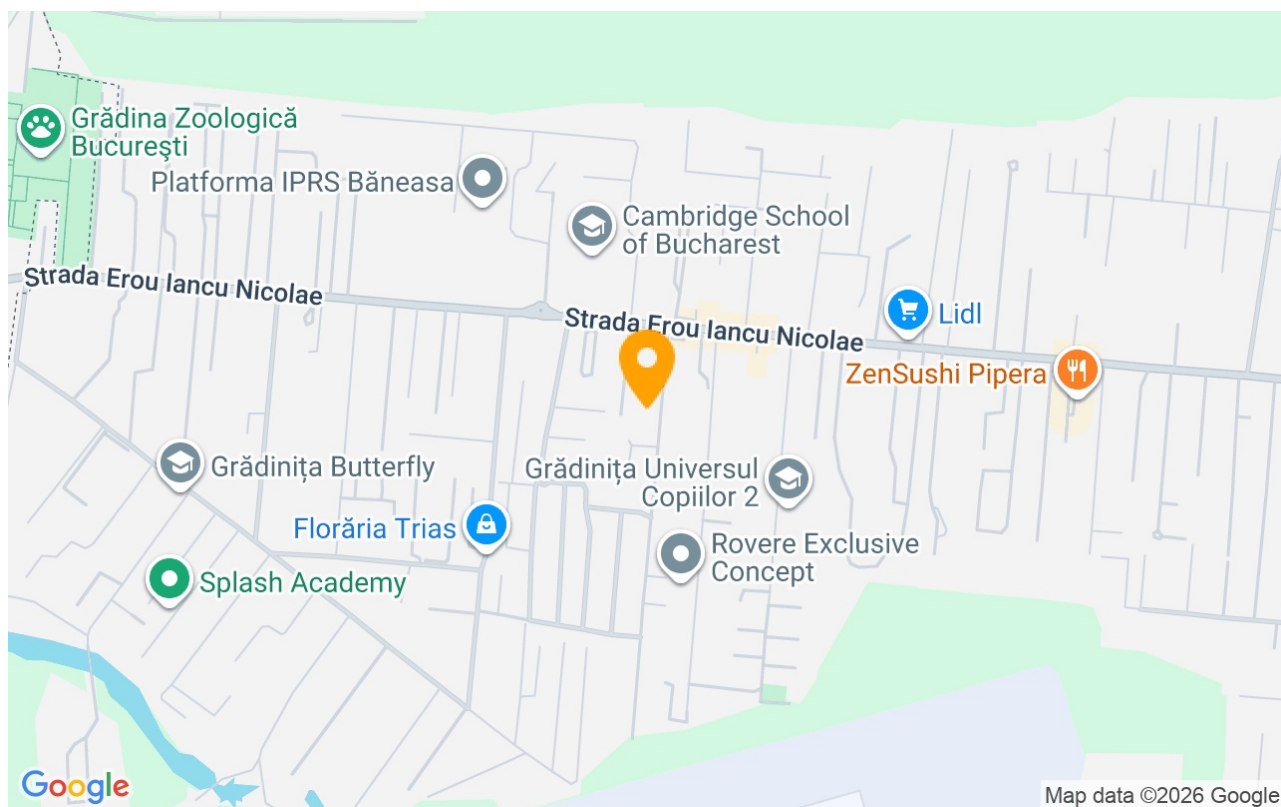 Grădina Zoologică
București
Platforma IPRS Băneasa
Cambridge School
of Bucharest
Strada Erou Iancu Nicolae
Strada Erou Iancu Nicolae
Lidl
ZenSushi Pipera
Grădinița Butterfly
Grădinița Universul
Copiilor 2
Florăria Trias
Rovere Exclusive
Concept
Splash Academy
Google
Map data ©2026 Google